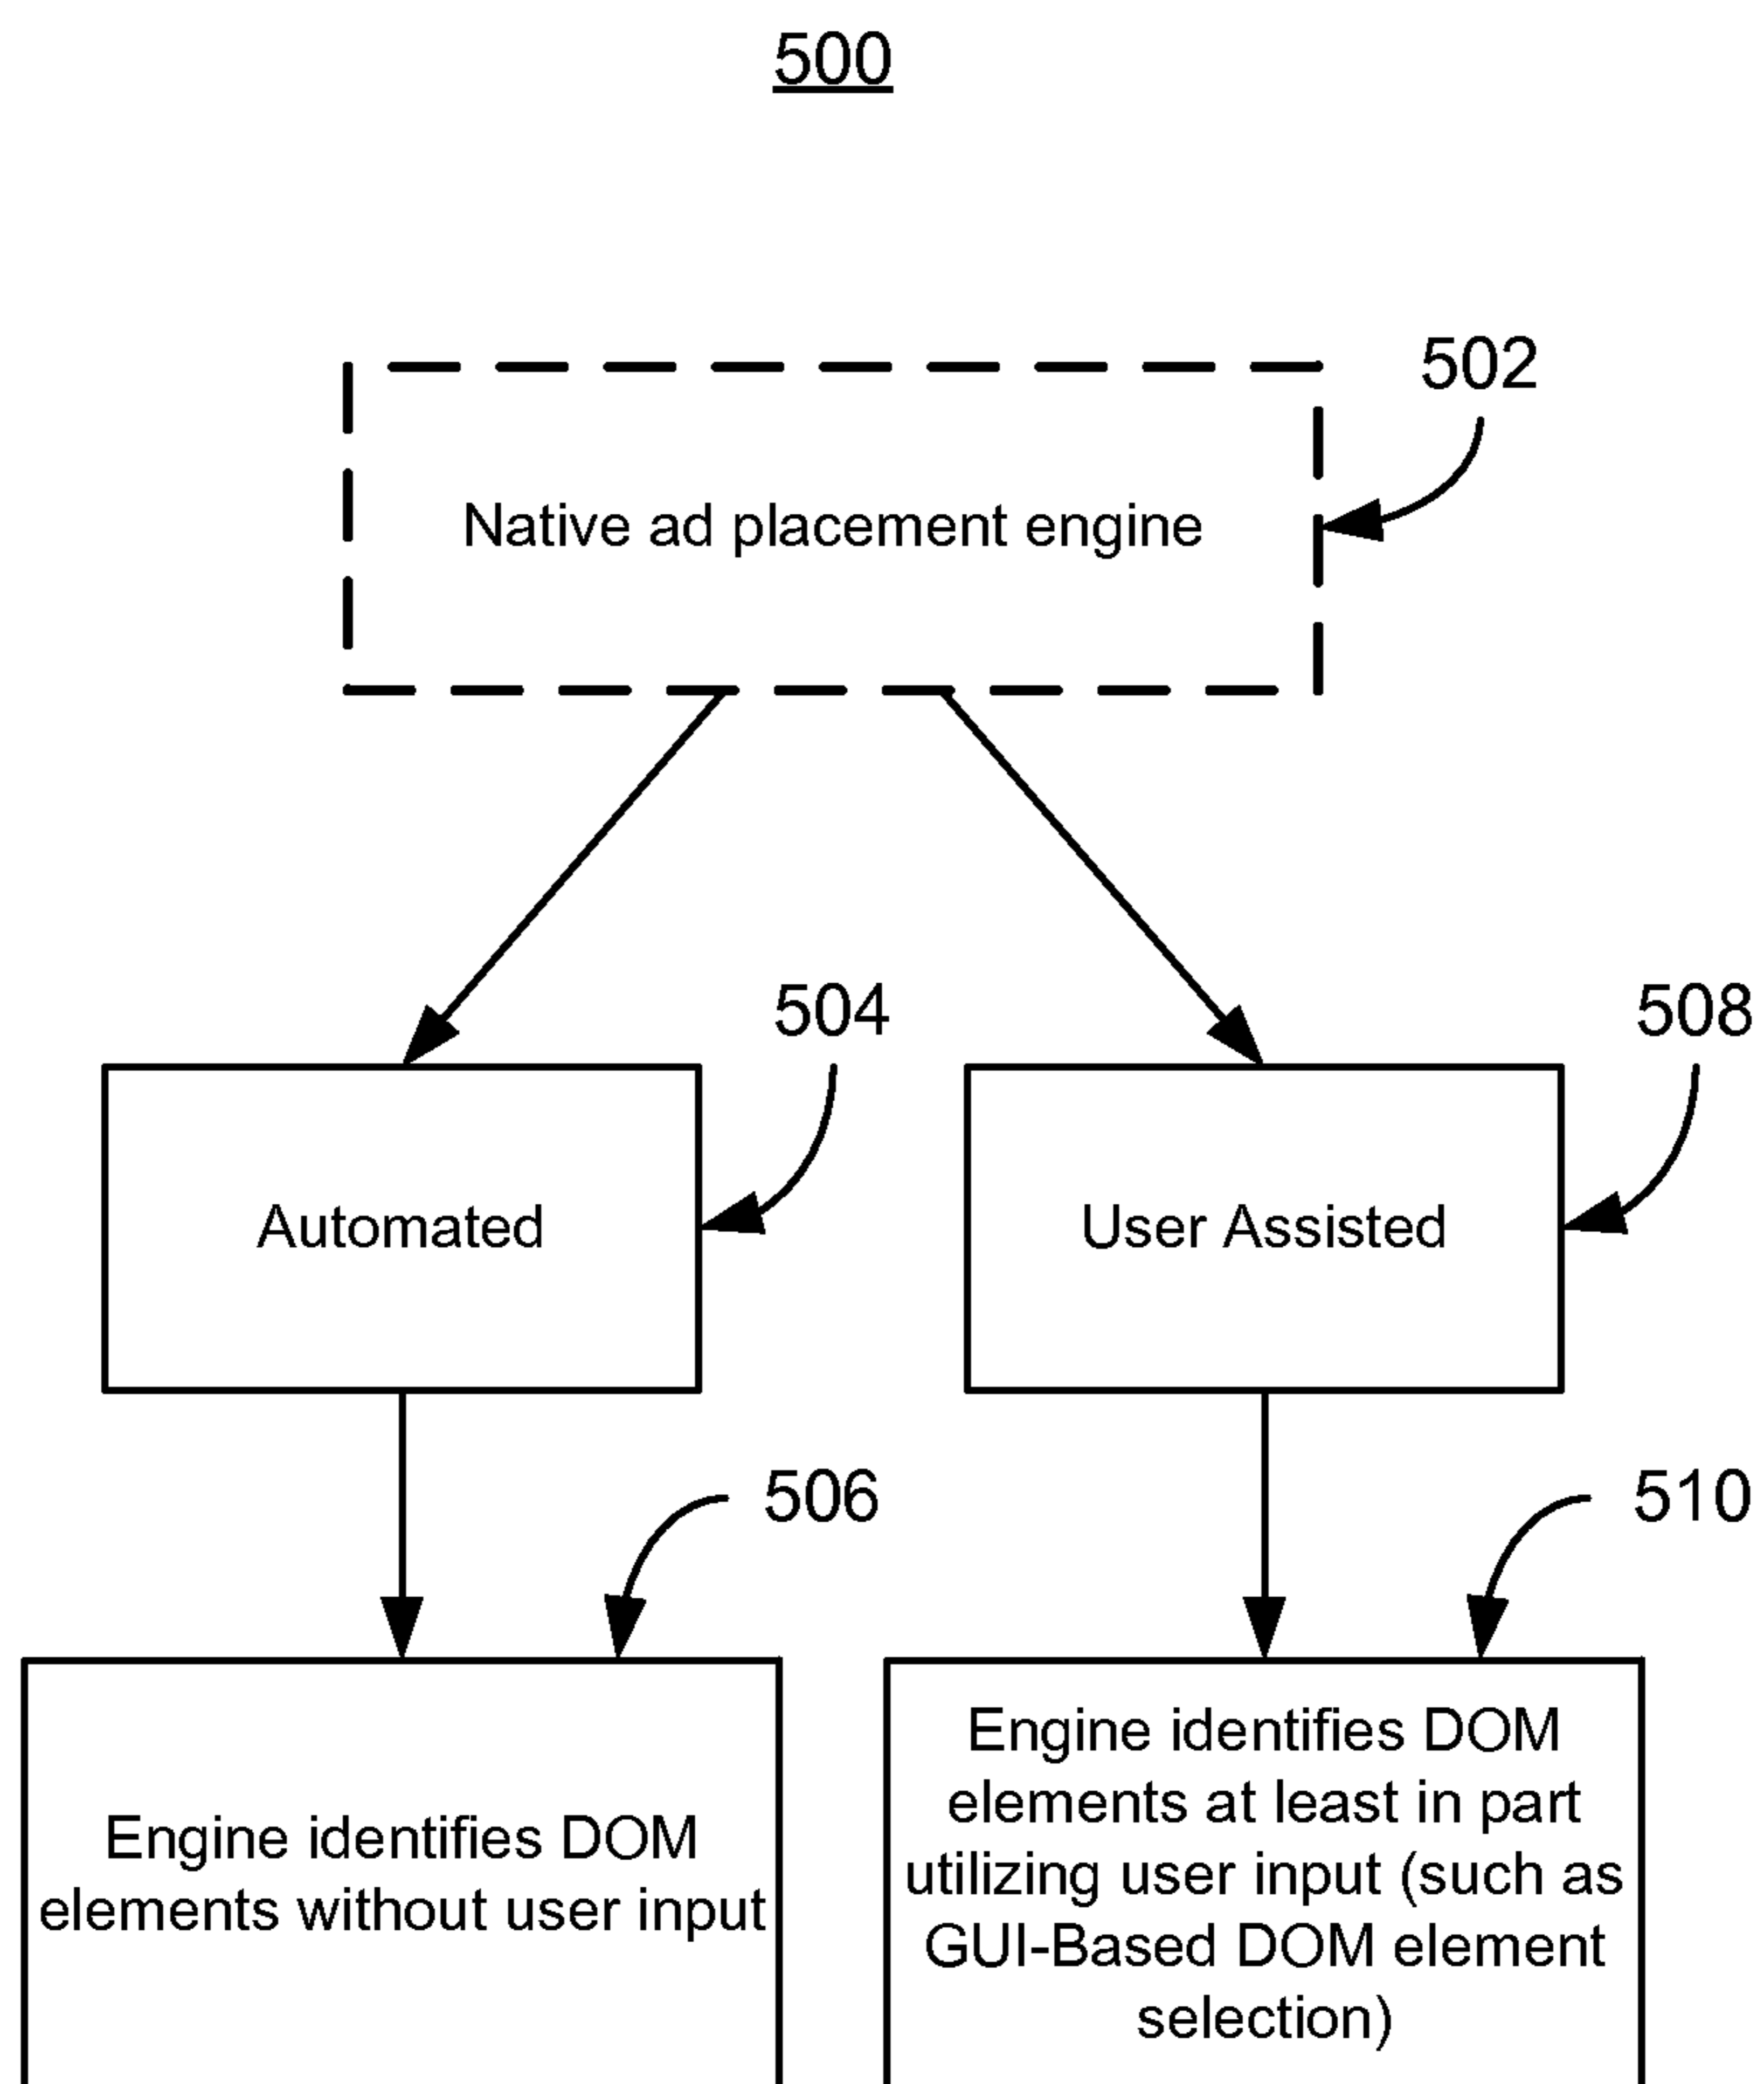 500
502
Native ad placement engine
504
508
Automated
User Assisted
506
510
Engine identifies DOM
elements without user input
Engine identifies DOM
elements at least in part
utilizing user input (such as
GUI-Based DOM element
selection)